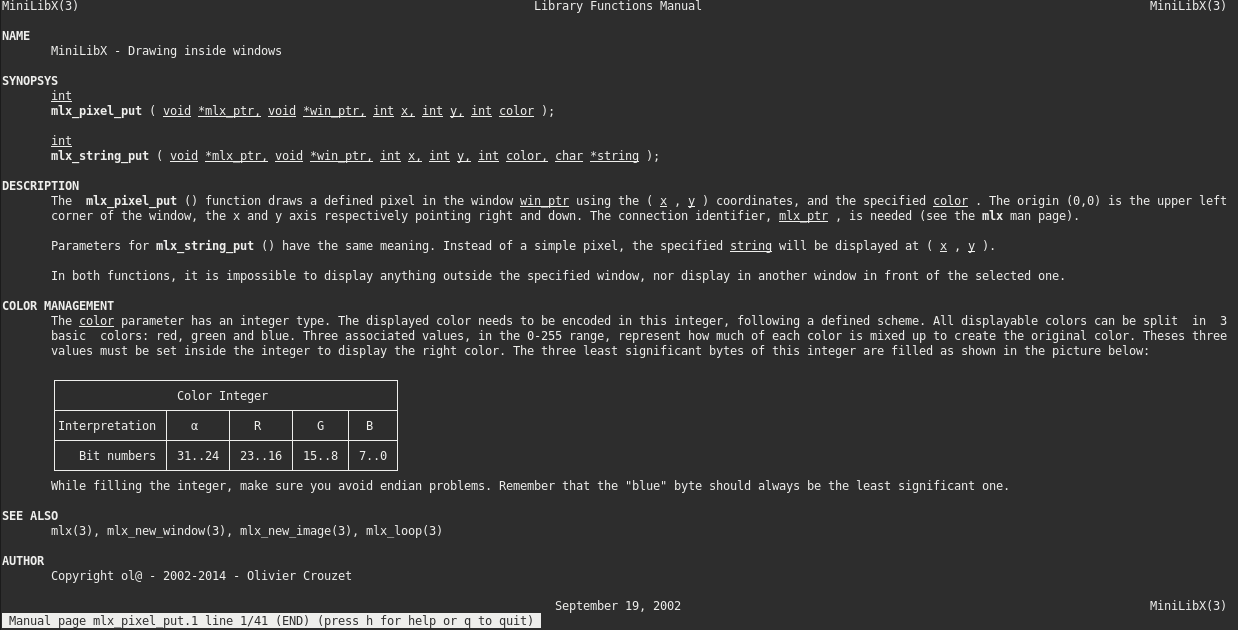 MiniLibX(3) Library Functions Manual MiniLibX(3)
NAME
MiniLibX - Drawing inside windows
SYNOPSYS
int
mlx_pixel_put ( void *mlx_ptr, void *win_ptr, int x, int y, int color );
int
mlx_string_put ( void *mlx_ptr, void *win_ptr, int x, int y, int color, char *string );
DESCRIPTION
The mlx_pixel_put () function draws a defined pixel in the window win_ptr using the ( x , y ) coordinates, and the specified color . The origin (0,0) is the upper left
corner of the window, the x and y axis respectively pointing right and down. The connection identifier, mlx_ptr , is needed (see the mlx man page).
Parameters for mlx_string_put () have the same meaning. Instead of a simple pixel, the specified string will be displayed at ( x , y ).
In both functions, it is impossible to display anything outside the specified window, nor display in another window in front of the selected one.
COLOR MANAGEMENT
The color parameter has an integer type. The displayed color needs to be encoded in this integer, following a defined scheme. All displayable colors can be split in 3
basic colors: red, green and blue. Three associated values, in the 0-255 range, represent how much of each color is mixed up to create the original color. Theses three
values must be set inside the integer to display the right color. The three least significant bytes of this integer are filled as shown in the picture below:
Color Integer
Interpretation α R G B
Bit numbers 31..24 23..16 15..8 7..0
While filling the integer, make sure you avoid endian problems. Remember that the "blue" byte should always be the least significant one.
SEE ALSO
mlx(3), mlx_new_window(3), mlx_new_image(3), mlx_loop(3)
AUTHOR
Copyright ol@ - 2002-2014 - Olivier Crouzet
September 19, 2002 MiniLibX(3)
Manual page mlx_pixel_put.1 line 1/41 (END) (press h for help or q to quit)